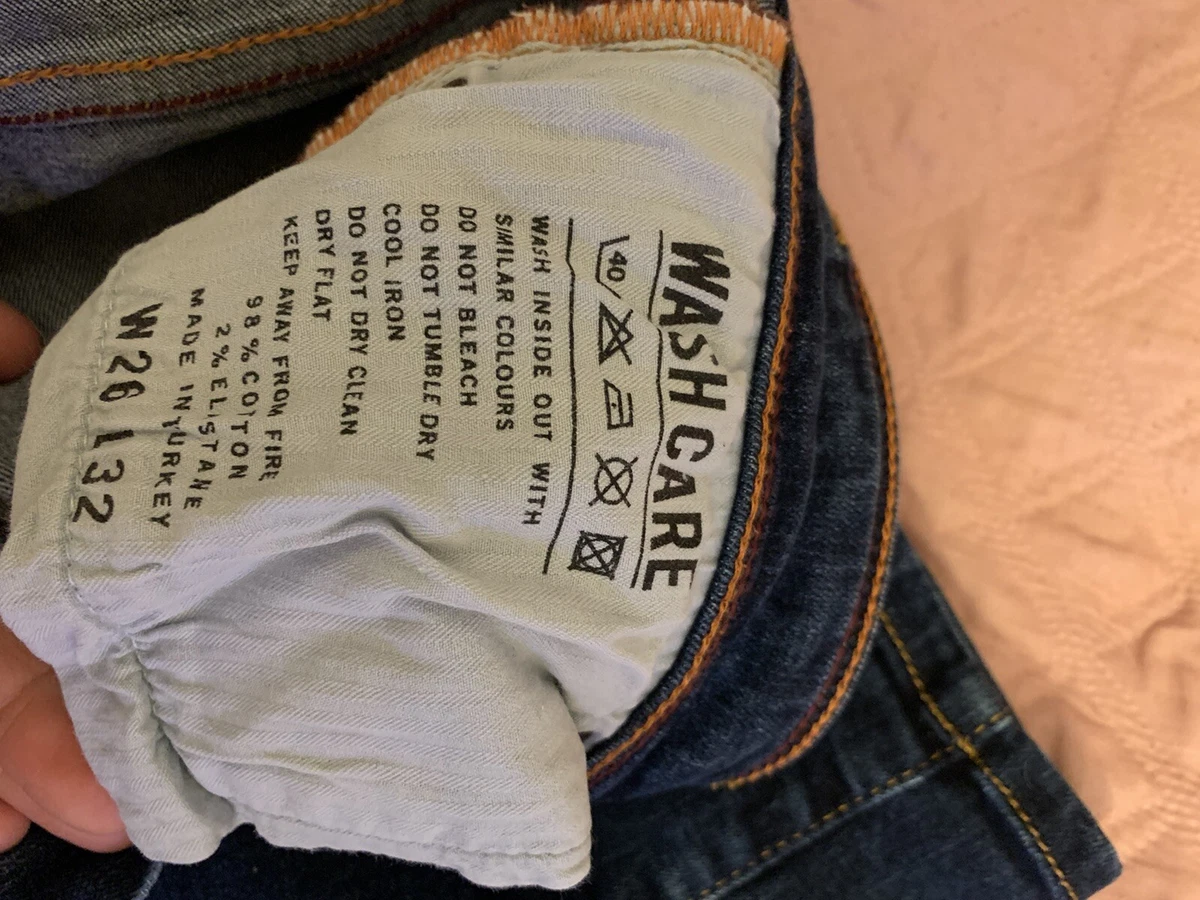 WASH CARE
40
WASH INSIDE OUT WITH
SIMILAR COLOURS
DO NOT BLEACH
DO NOT TUMBLE DRY
COOL IRON
DO NOT DRY CLEAN
DRY FLAT
KEEP AWAY FROM FIRE
98% COTTON
2% ELISTANE
MADE IN TURKEY
W26 L32